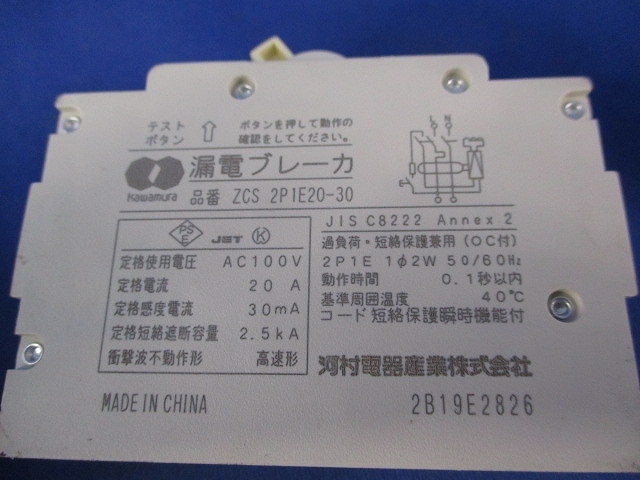 テスト
ボタン
ボタンを押して動作の
確認をしてください。
L N
Kawamura
漏電ブレーカ
品番 ZCS 2P1E20-30
PS
E
JET
K
JIS C8222 Annex 2
過負荷・短絡保護兼用(OC付)
2P1E 1φ2W 50/60Hz
動作時間 0.1秒以内
基準周囲温度 40℃
コード短絡保護瞬時機能付
定格使用電圧 AC100V
定格電流 20 A
定格感度電流 30mA
定格短絡遮断容量 2.5kA
衝撃波不動作形 高速形
河村電器産業株式会社
MADE IN CHINA
2B19E2826